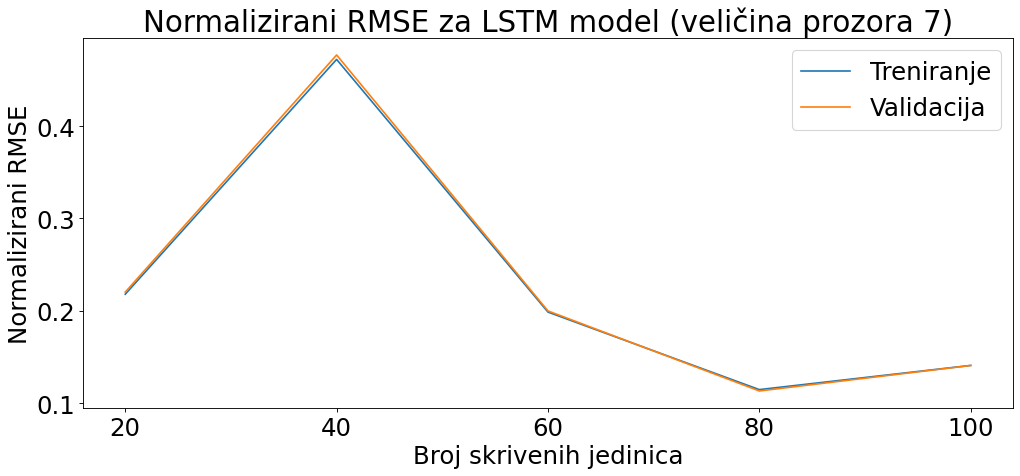 Normalizirani RMSE za LSTM model (veličina prozora 7)
Treniranje
Validacija
Normalizirani RMSE
0.4
0.3
0.2
0.1
20
40
60
80
100
Broj skrivenih jedinica